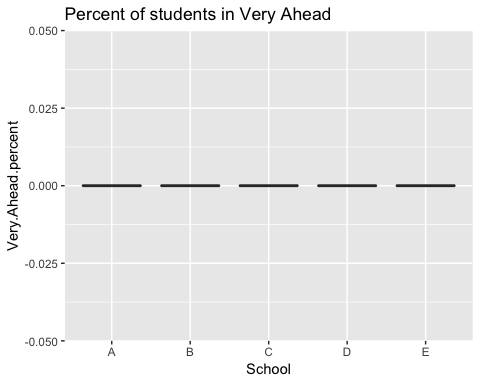 Percent of students in Very Ahead
Very.Ahead.percent
0.050
0.025
0.000
-0.025
-0.050
A B C D E
School